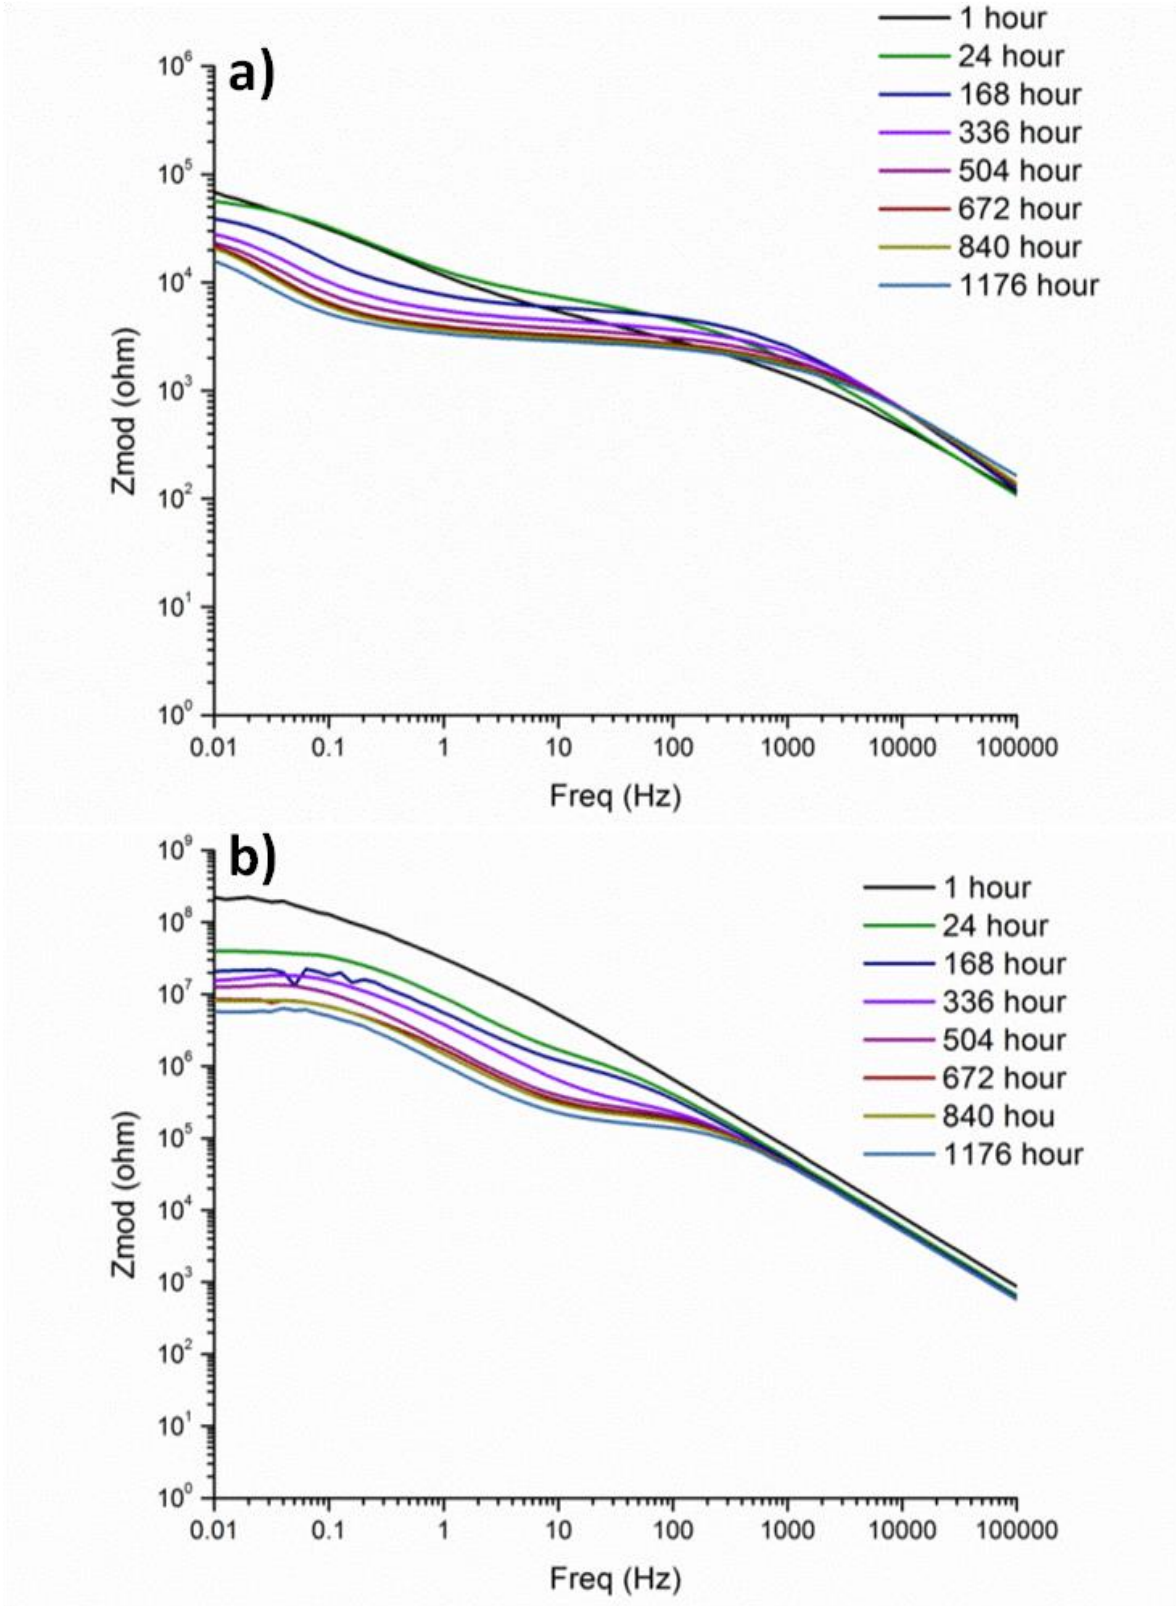 a)
1 hour
24 hour
168 hour
336 hour
504 hour
672 hour
840 hour
1176 hour
10⁶
10⁵
10⁴
10³
10²
10¹
10⁰
Zmod (ohm)
0.01 0.1 1 10 100 1000 10000 100000
Freq (Hz)
b)
1 hour
24 hour
168 hour
336 hour
504 hour
672 hour
840 hou
1176 hour
10⁹
10⁸
10⁷
10⁶
10⁵
10⁴
10³
10²
10¹
10⁰
Zmod (ohm)
0.01 0.1 1 10 100 1000 10000 100000
Freq (Hz)